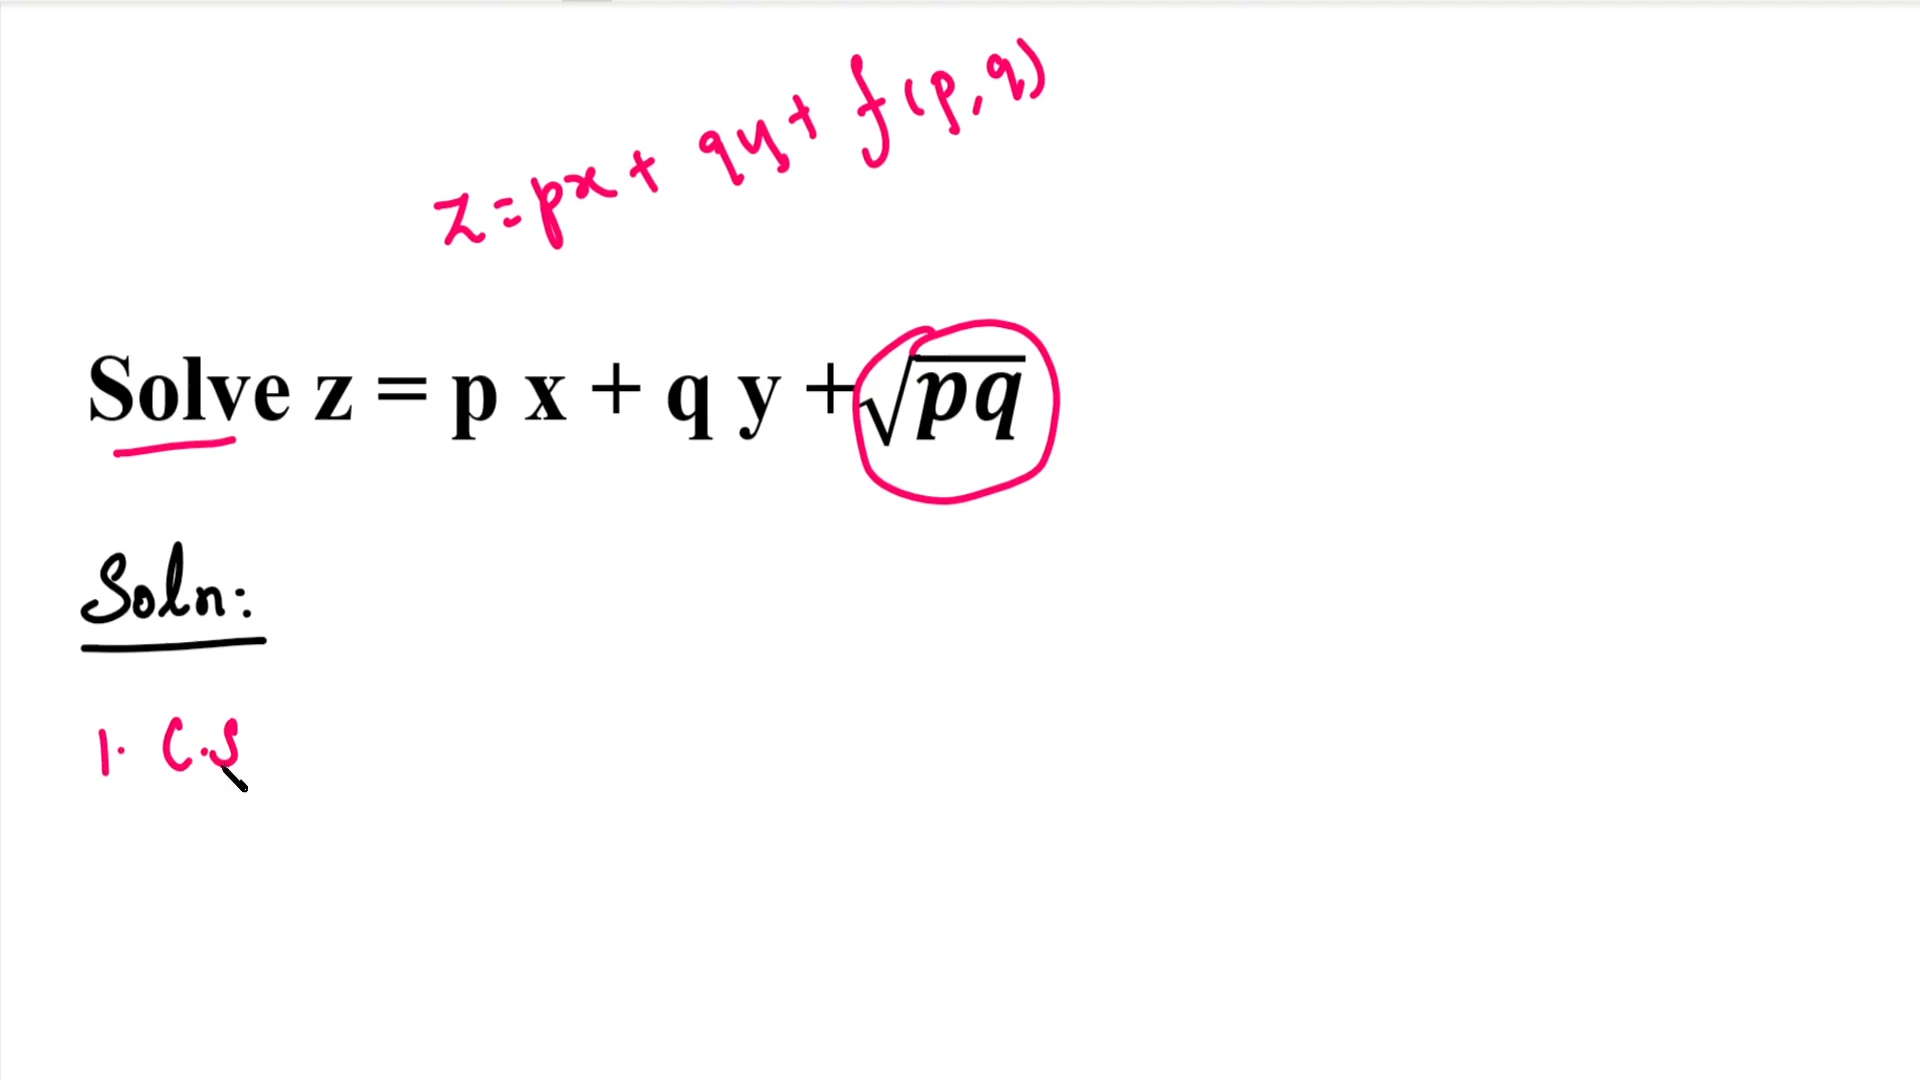 z = px + qy + f(p, q)
Solve z = p x + q y + √pq
Soln:
1. C.S